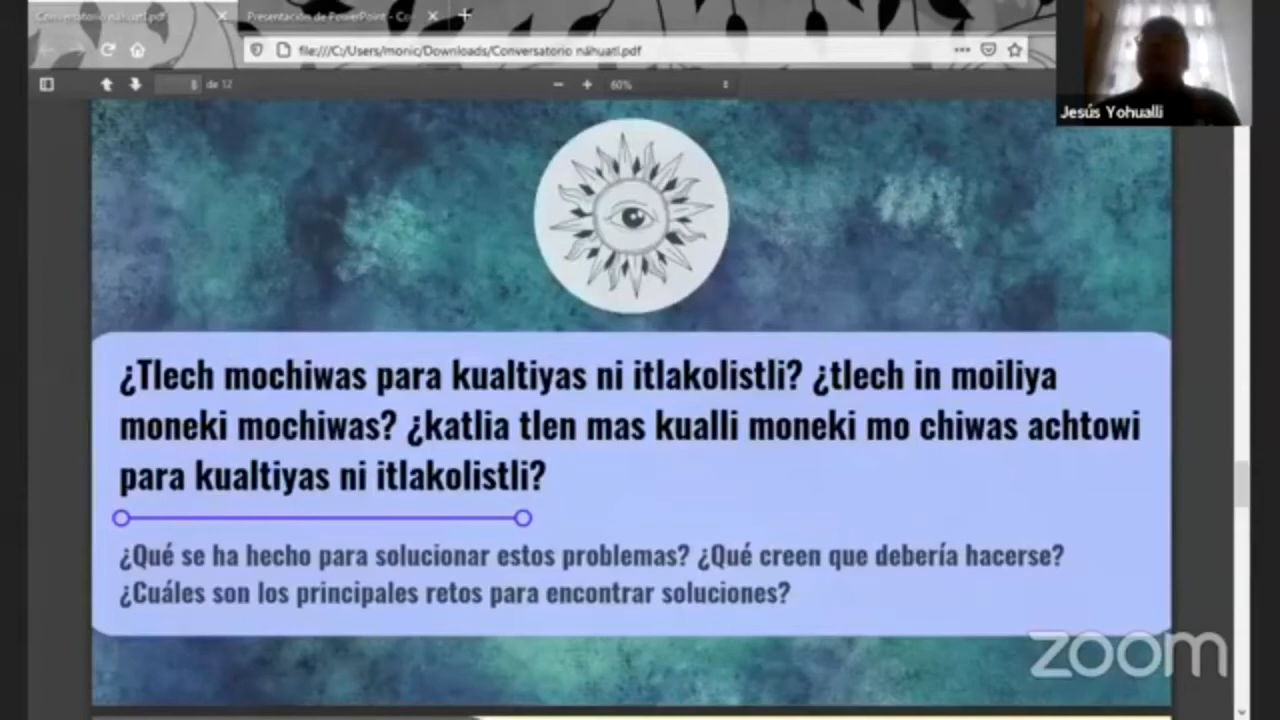 Conversatorio náhuatl.pdf
Presentación de PowerPoint - Co
file:///C:/Users/monic/Downloads/Conversatorio náhuatl.pdf
8 de 12
60%
Jesús Yohualli
¿Tlech mochiwas para kualtiyas ni itlakolistli? ¿tlech in moiliya
moneki mochiwas? ¿katlia tlen mas kualli moneki mo chiwas achtowi
para kualtiyas ni itlakolistli?
¿Qué se ha hecho para solucionar estos problemas? ¿Qué creen que debería hacerse?
¿Cuáles son los principales retos para encontrar soluciones?
zoom